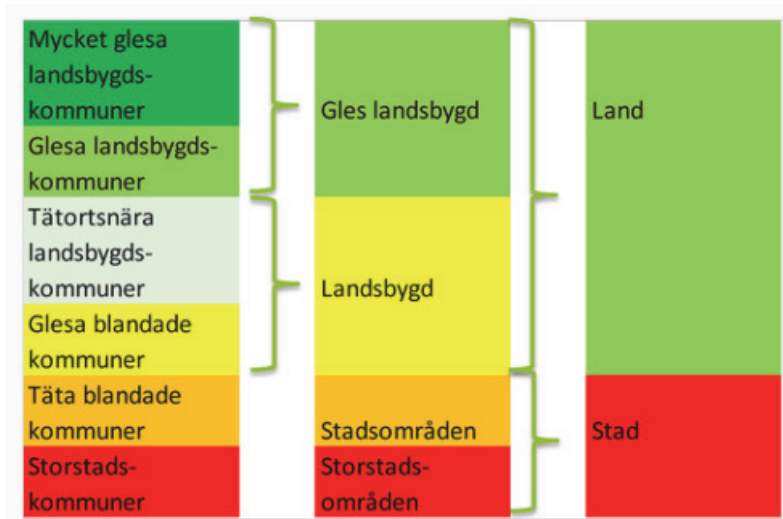 Mycket glesa
landsbygds-
kommuner
Glesa landsbygds-
kommuner
Tätortsnära
landsbygds-
kommuner
Glesa blandade
kommuner
Täta blandade
kommuner
Storstads-
kommuner
Gles landsbygd
Landsbygd
Stadsområden
Storstads-
områden
Land
Stad